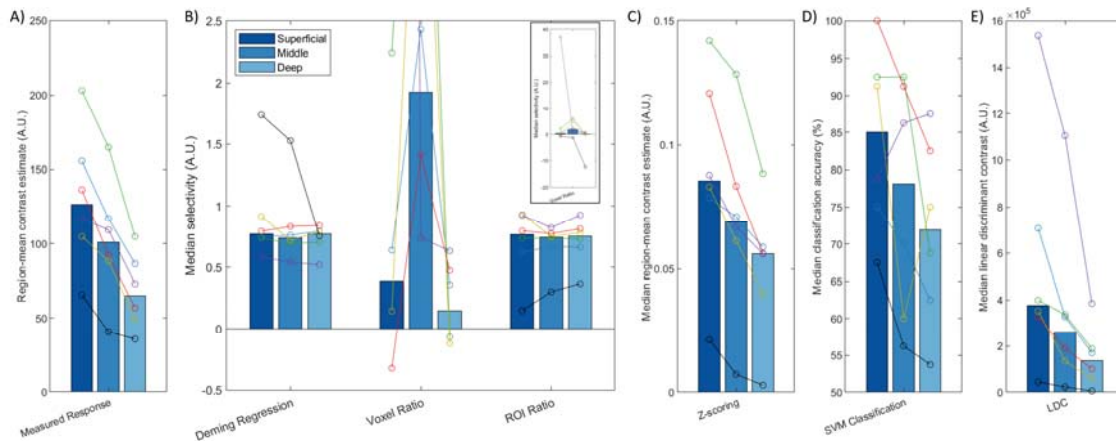 A)
Region-mean contrast estimate (A.U.)
250
200
150
100
50
0
Measured Response
B)
Median selectivity (A.U.)
2.5
2
1.5
1
0.5
0
-0.5
Superficial
Middle
Deep
Deming Regression
Voxel Ratio
ROI Ratio
Median selectivity (A.U.)
Voxel Ratio
C)
Median region-mean contrast estimate (A.U.)
0.15
0.1
0.05
0
Z-scoring
D)
Median classification accuracy (%)
100
95
90
85
80
75
70
65
60
55
50
SVM Classification
E)
Median linear discriminant contrast (A.U.)
×10⁵
16
14
12
10
8
6
4
2
0
LDC